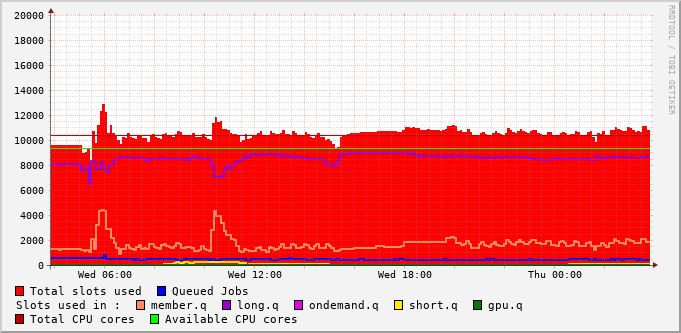 20000
18000
16000
14000
12000
10000
8000
6000
4000
2000
0
Wed 06:00 Wed 12:00 Wed 18:00 Thu 00:00
RRDTOOL / TOBI OETIKER
Total slots used Queued Jobs
Slots used in : member.q long.q ondemand.q short.q gpu.q
Total CPU cores Available CPU cores